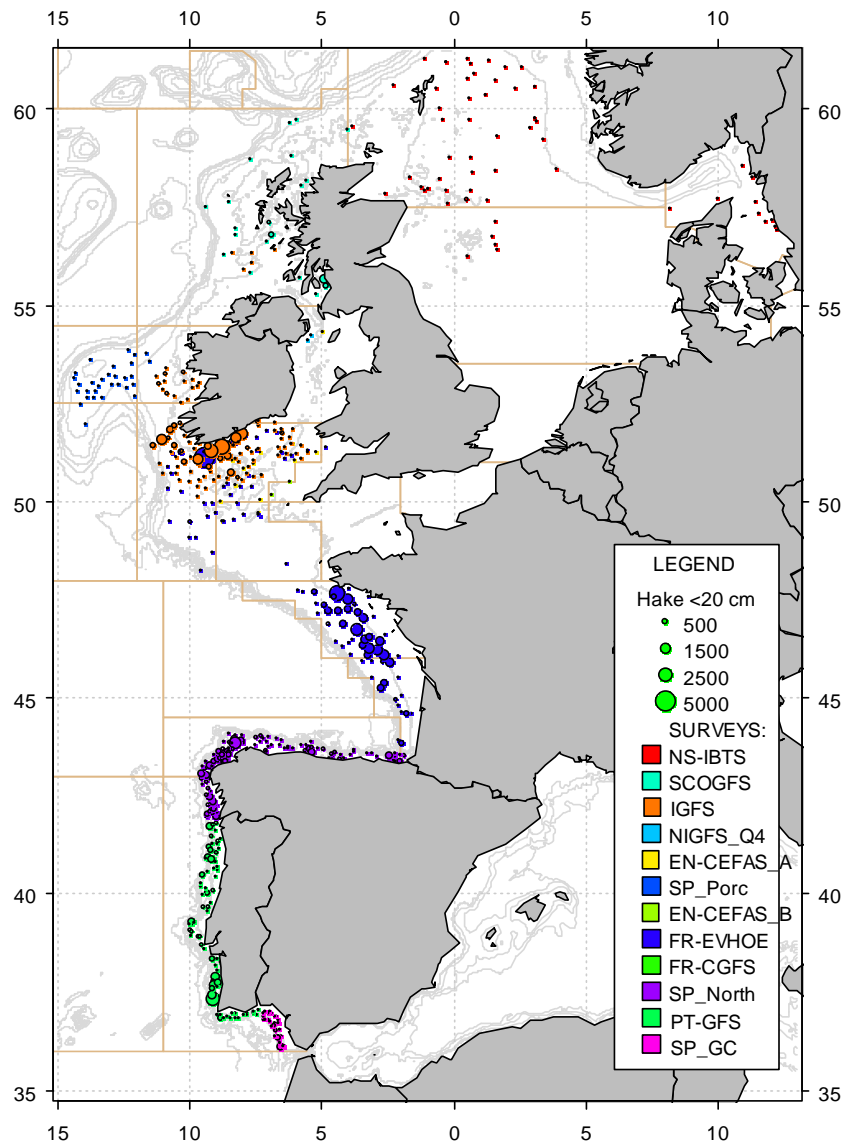 15 10 5 0 5 10
60 60
55 55
50 50
LEGEND
Hake <20 cm
500
1500
2500
5000
45 45
SURVEYS:
NS-IBTS
SCOGFS
IGFS
NIGFS_Q4
EN-CEFAS_A
SP_Porc
EN-CEFAS_B
FR-EVHOE
FR-CGFS
SP_North
PT-GFS
SP_GC
40 40
35 35
15 10 5 0 5 10